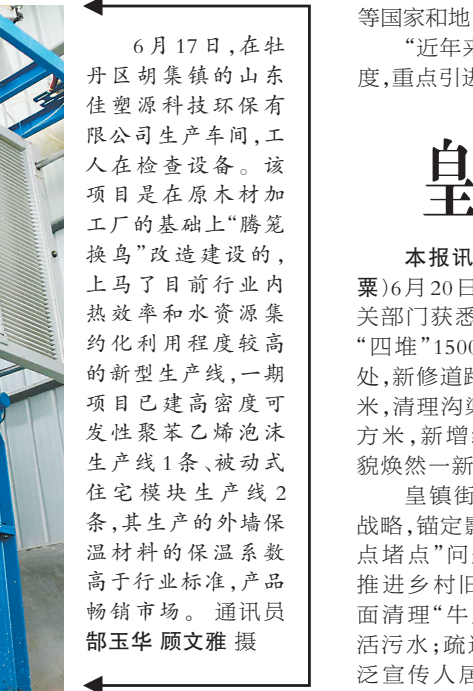 6月17日,在牡
丹区胡集镇的山东
佳塑源科技环保有
限公司生产车间,工
人在检查设备。该
项目是在原木材加
工厂的基础上“腾笼
换鸟”改造建设的,
上马了目前行业内
热效率和水资源集
约化利用程度较高
的新型生产线,一期
项目已建高密度可
发性聚苯乙烯泡沫
生产线1条、被动式
住宅模块生产线2
条,其生产的外墙保
温材料的保温系数
高于行业标准,产品
畅销市场。 通讯员
郜玉华 顾文雅 摄
等国家和地
“近年来
度,重点引进
皇
本报讯
粟)6月20日
关部门获悉
“四堆”1500
处,新修道路
米,清理沟渠
方米,新增
貌焕然一新
皇镇街
战略,锚定
点堵点”问
推进乡村旧
面清理“牛
活污水;疏
泛宣传人居